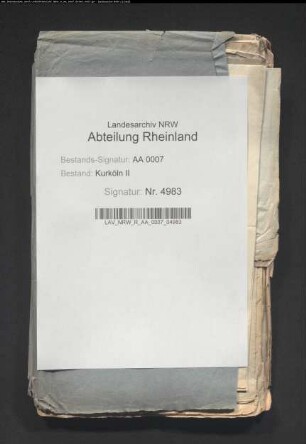 Landesarchiv NRW
Abteilung Rheinland
Bestands-Signatur: AA 0007
Bestand: Kurköln II
Signatur: Nr. 4983
LAV_NRW_R_AA_0007_04983